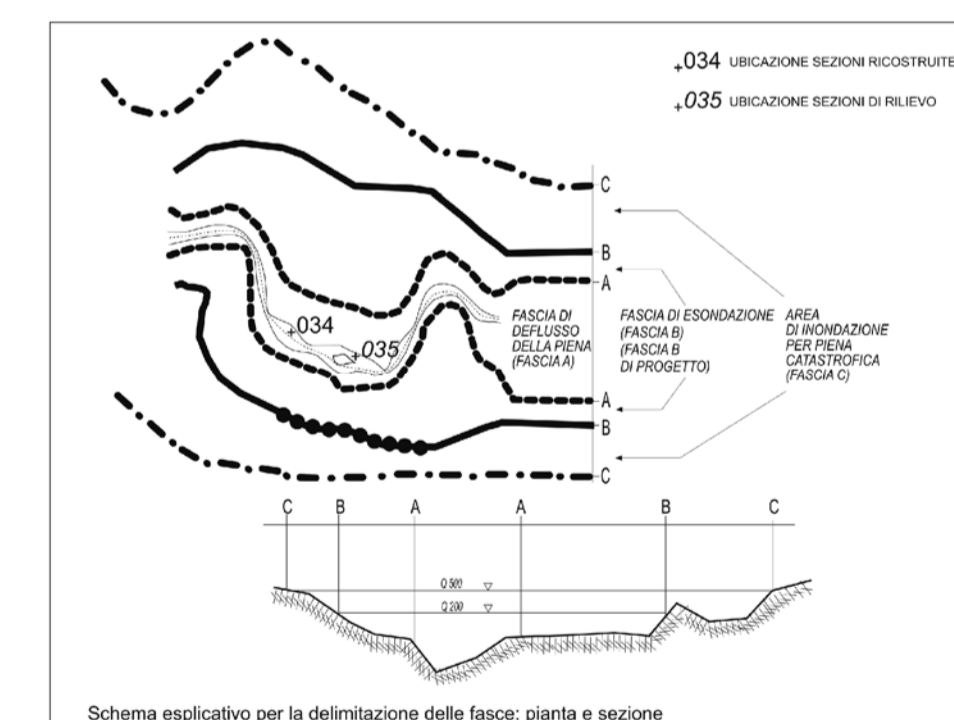 +034 UBICAZIONE SEZIONI RICOSTRUITE
+035 UBICAZIONE SEZIONI DI RILIEVO
C
B
A
+034
+035
FASCIA DI
DEFLUSSO
DELLA PIENA
(FASCIA A)
FASCIA DI ESONDAZIONE
(FASCIA B)
(FASCIA B
DI PROGETTO)
AREA
DI INONDAZIONE
PER PIENA
CATASTROFICA
(FASCIA C)
A
B
C
C B A A B C
Q 500
Q 200
Schema esplicativo per la delimitazione delle fasce: pianta e sezione